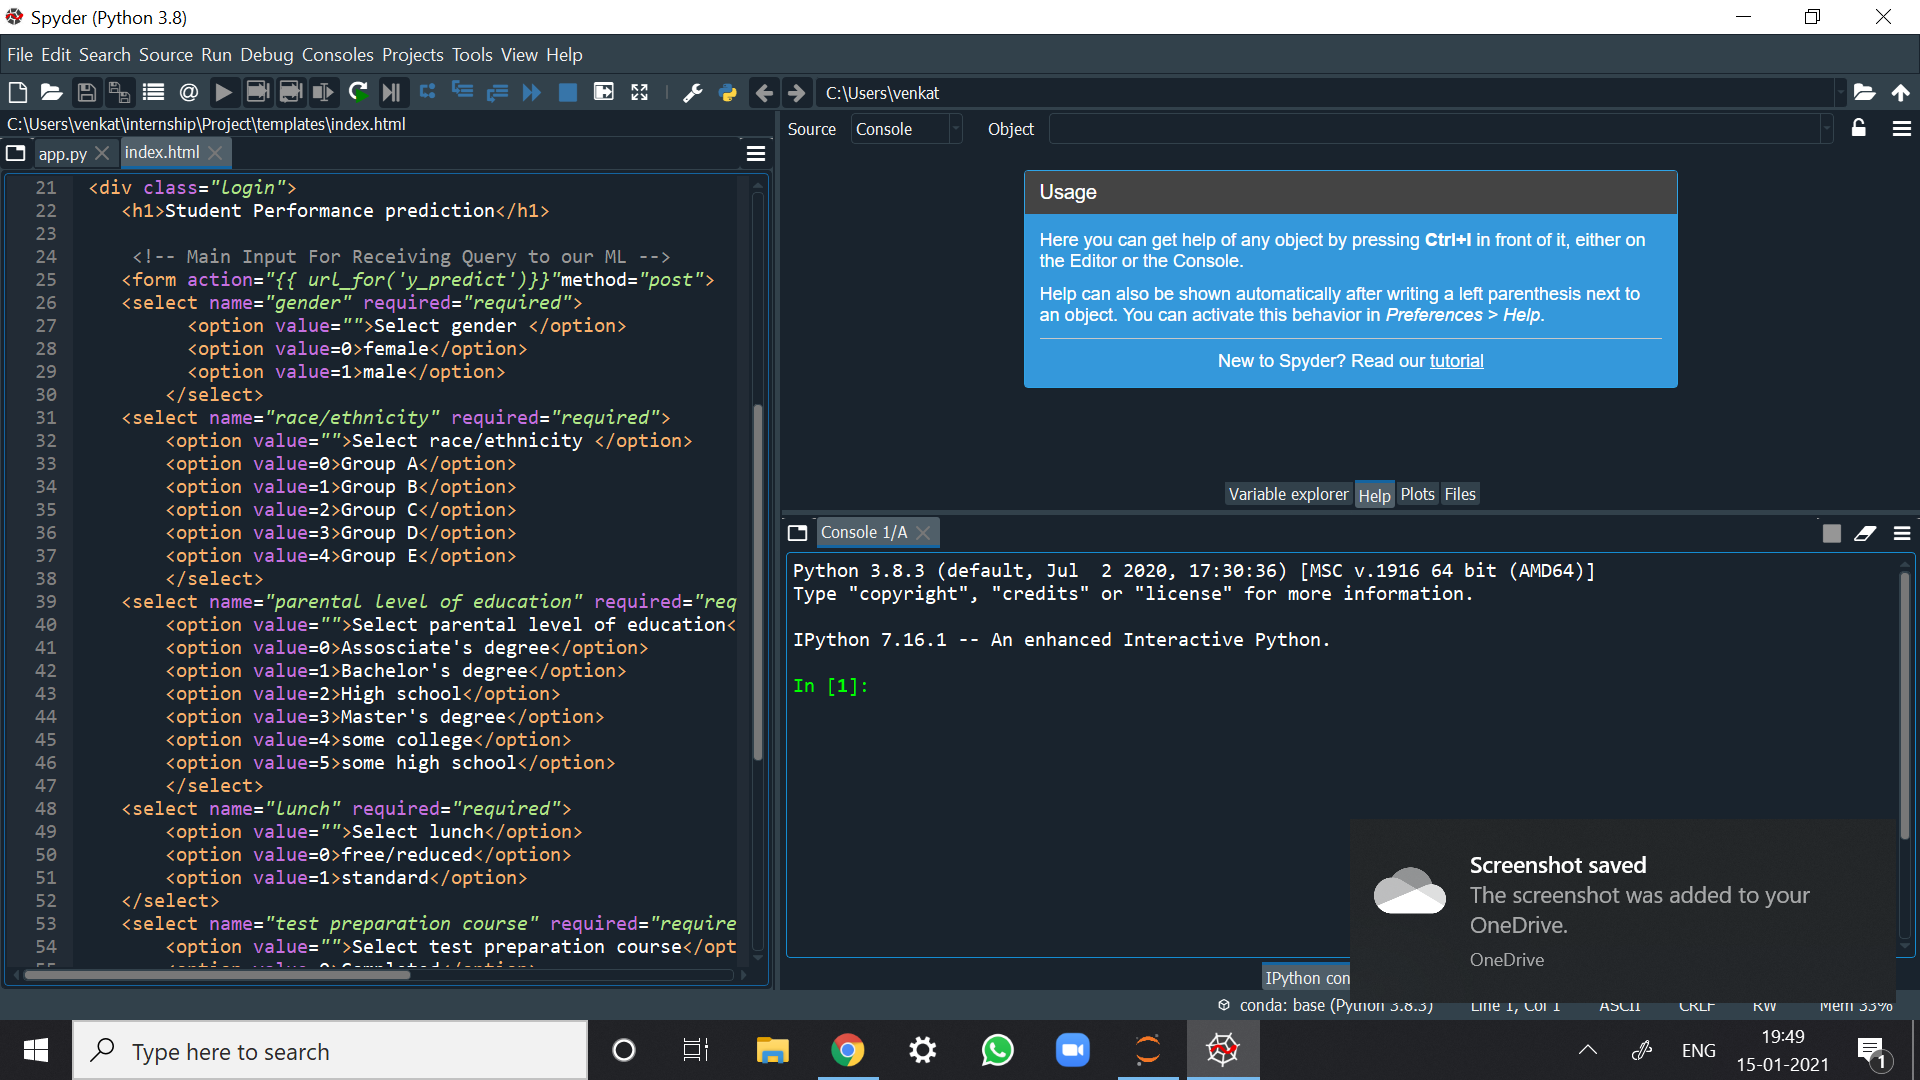 Spyder (Python 3.8)
File Edit Search Source Run Debug Consoles Projects Tools View Help
C:\Users\venkat
C:\Users\venkat\internship\Project\templates\index.html
app.py
index.html
21 <div class="login">
22 <h1>Student Performance prediction</h1>
23
24 <!-- Main Input For Receiving Query to our ML -->
25 <form action="{{ url_for('y_predict')}}"method="post">
26 <select name="gender" required="required">
27 <option value="">Select gender </option>
28 <option value=0>female</option>
29 <option value=1>male</option>
30 </select>
31 <select name="race/ethnicity" required="required">
32 <option value="">Select race/ethnicity </option>
33 <option value=0>Group A</option>
34 <option value=1>Group B</option>
35 <option value=2>Group C</option>
36 <option value=3>Group D</option>
37 <option value=4>Group E</option>
38 </select>
39 <select name="parental level of education" required="req
40 <option value="">Select parental level of education<
41 <option value=0>Assosciate's degree</option>
42 <option value=1>Bachelor's degree</option>
43 <option value=2>High school</option>
44 <option value=3>Master's degree</option>
45 <option value=4>some college</option>
46 <option value=5>some high school</option>
47 </select>
48 <select name="lunch" required="required">
49 <option value="">Select lunch</option>
50 <option value=0>free/reduced</option>
51 <option value=1>standard</option>
52 </select>
53 <select name="test preparation course" required="require
54 <option value="">Select test preparation course</opt
Source Console Object
Usage
Here you can get help of any object by pressing Ctrl+I in front of it, either on
the Editor or the Console.
Help can also be shown automatically after writing a left parenthesis next to
an object. You can activate this behavior in Preferences > Help.
New to Spyder? Read our tutorial
Variable explorer Help Plots Files
Console 1/A
Python 3.8.3 (default, Jul 2 2020, 17:30:36) [MSC v.1916 64 bit (AMD64)]
Type "copyright", "credits" or "license" for more information.
IPython 7.16.1 -- An enhanced Interactive Python.
In [1]:
Screenshot saved
The screenshot was added to your
OneDrive.
OneDrive
IPython con
conda: base (Python 3.8.3) Line 1, Col 1 ASCII CRLF RW Mem 33%
Type here to search
ENG
19:49
15-01-2021
1